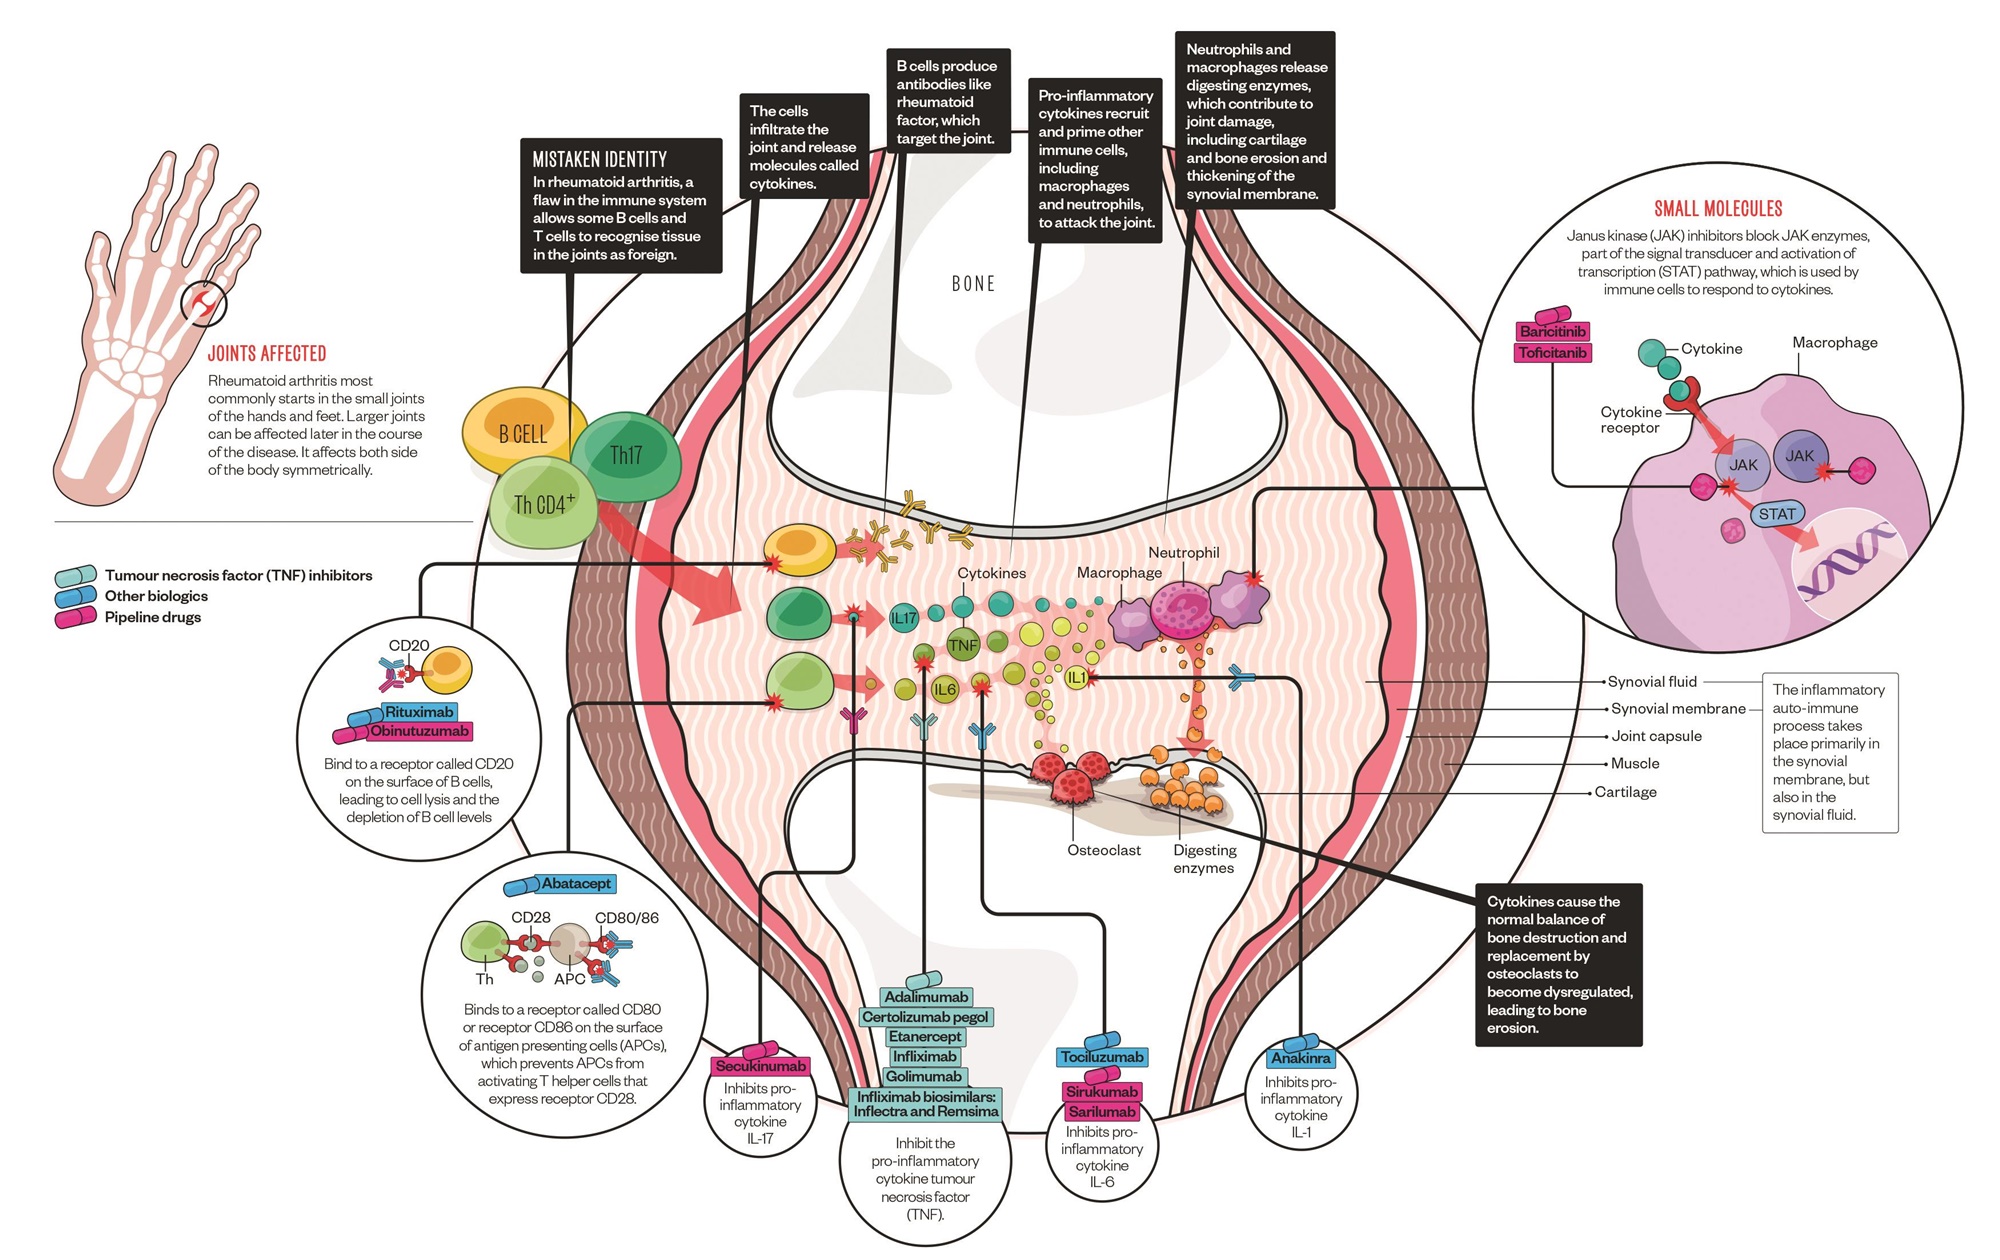 MISTAKEN IDENTITY
In rheumatoid arthritis, a
flaw in the immune system
allows some B cells and
T cells to recognise tissue
in the joints as foreign.
The cells
infiltrate the
joint and release
molecules called
cytokines.
B cells produce
antibodies like
rheumatoid
factor, which
target the joint.
Pro-inflammatory
cytokines recruit
and prime other
immune cells,
including
macrophages
and neutrophils,
to attack the joint.
Neutrophils and
macrophages release
digesting enzymes,
which contribute to
joint damage,
including cartilage
and bone erosion and
thickening of the
synovial membrane.
BONE
JOINTS AFFECTED
Rheumatoid arthritis most
commonly starts in the small joints
of the hands and feet. Larger joints
can be affected later in the course
of the disease. It affects both side
of the body symmetrically.
B CELL
Th17
Th CD4+
SMALL MOLECULES
Janus kinase (JAK) inhibitors block JAK enzymes,
part of the signal transducer and activation of
transcription (STAT) pathway, which is used by
immune cells to respond to cytokines.
Baricitinib
Toficitanib
Cytokine
Macrophage
Cytokine
receptor
JAK
JAK
STAT
Tumour necrosis factor (TNF) inhibitors
Other biologics
Pipeline drugs
Cytokines
Macrophage
Neutrophil
IL17
TNF
IL6
IL1
CD20
Rituximab
Obinutuzumab
Bind to a receptor called CD20
on the surface of B cells,
leading to cell lysis and the
depletion of B cell levels
Synovial fluid
Synovial membrane
Joint capsule
Muscle
Cartilage
The inflammatory
auto-immune
process takes
place primarily in
the synovial
membrane, but
also in the
synovial fluid.
Osteoclast
Digesting
enzymes
Abatacept
CD28
CD80/86
Th
APC
Binds to a receptor called CD80
or receptor CD86 on the surface
of antigen presenting cells (APCs),
which prevents APCs from
activating T helper cells that
express receptor CD28.
Cytokines cause the
normal balance of
bone destruction and
replacement by
osteoclasts to
become dysregulated,
leading to bone
erosion.
Secukinumab
Inhibits pro-
inflammatory
cytokine
IL-17
Adalimumab
Certolizumab pegol
Etanercept
Infliximab
Golimumab
Infliximab biosimilars:
Inflectra and Remsima
Inhibit the
pro-inflammatory
cytokine tumour
necrosis factor
(TNF).
Tociluzumab
Sirukumab
Sarilumab
Inhibits pro-
inflammatory
cytokine
IL-6
Anakinra
Inhibits pro-
inflammatory
cytokine
IL-1